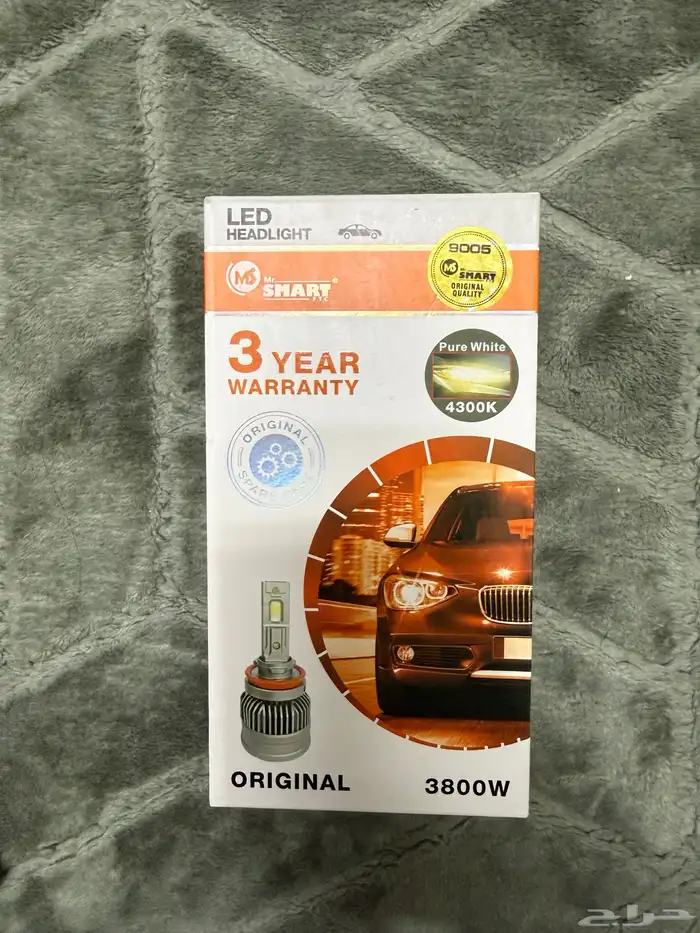 LED
HEADLIGHT
9005
MS
Mr.
SMART®
F.T.C
MS Mr. SMART
ORIGINAL
QUALITY
3 YEAR
WARRANTY
Pure White
4300K
ORIGINAL
ORIGINAL
3800W
حراج